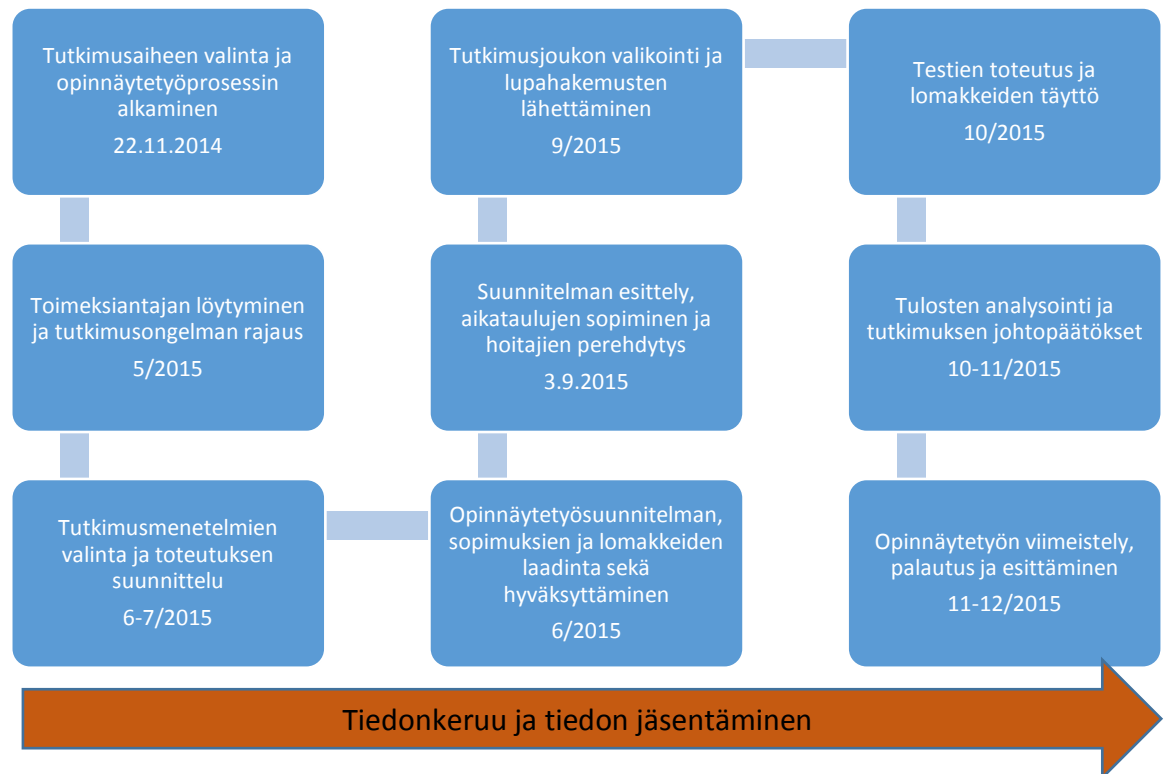 Tutkimusaiheen valinta ja
opinnäytetyöprosessin
alkaminen
22.11.2014
Toimeksiantajan löytyminen
ja tutkimusongelman rajaus
5/2015
Tutkimusmenetelmien
valinta ja toteutuksen
suunnittelu
6-7/2015
Opinnäytetyösuunnitelman,
sopimuksien ja lomakkeiden
laadinta sekä
hyväksyttäminen
6/2015
Suunnitelman esittely,
aikataulujen sopiminen ja
hoitajien perehdytys
3.9.2015
Tutkimusjoukon valikointi ja
lupahakemusten
lähettäminen
9/2015
Testien toteutus ja
lomakkeiden täyttö
10/2015
Tulosten analysointi ja
tutkimuksen johtopäätökset
10-11/2015
Opinnäytetyön viimeistely,
palautus ja esittäminen
11-12/2015
Tiedonkeruu ja tiedon jäsentäminen